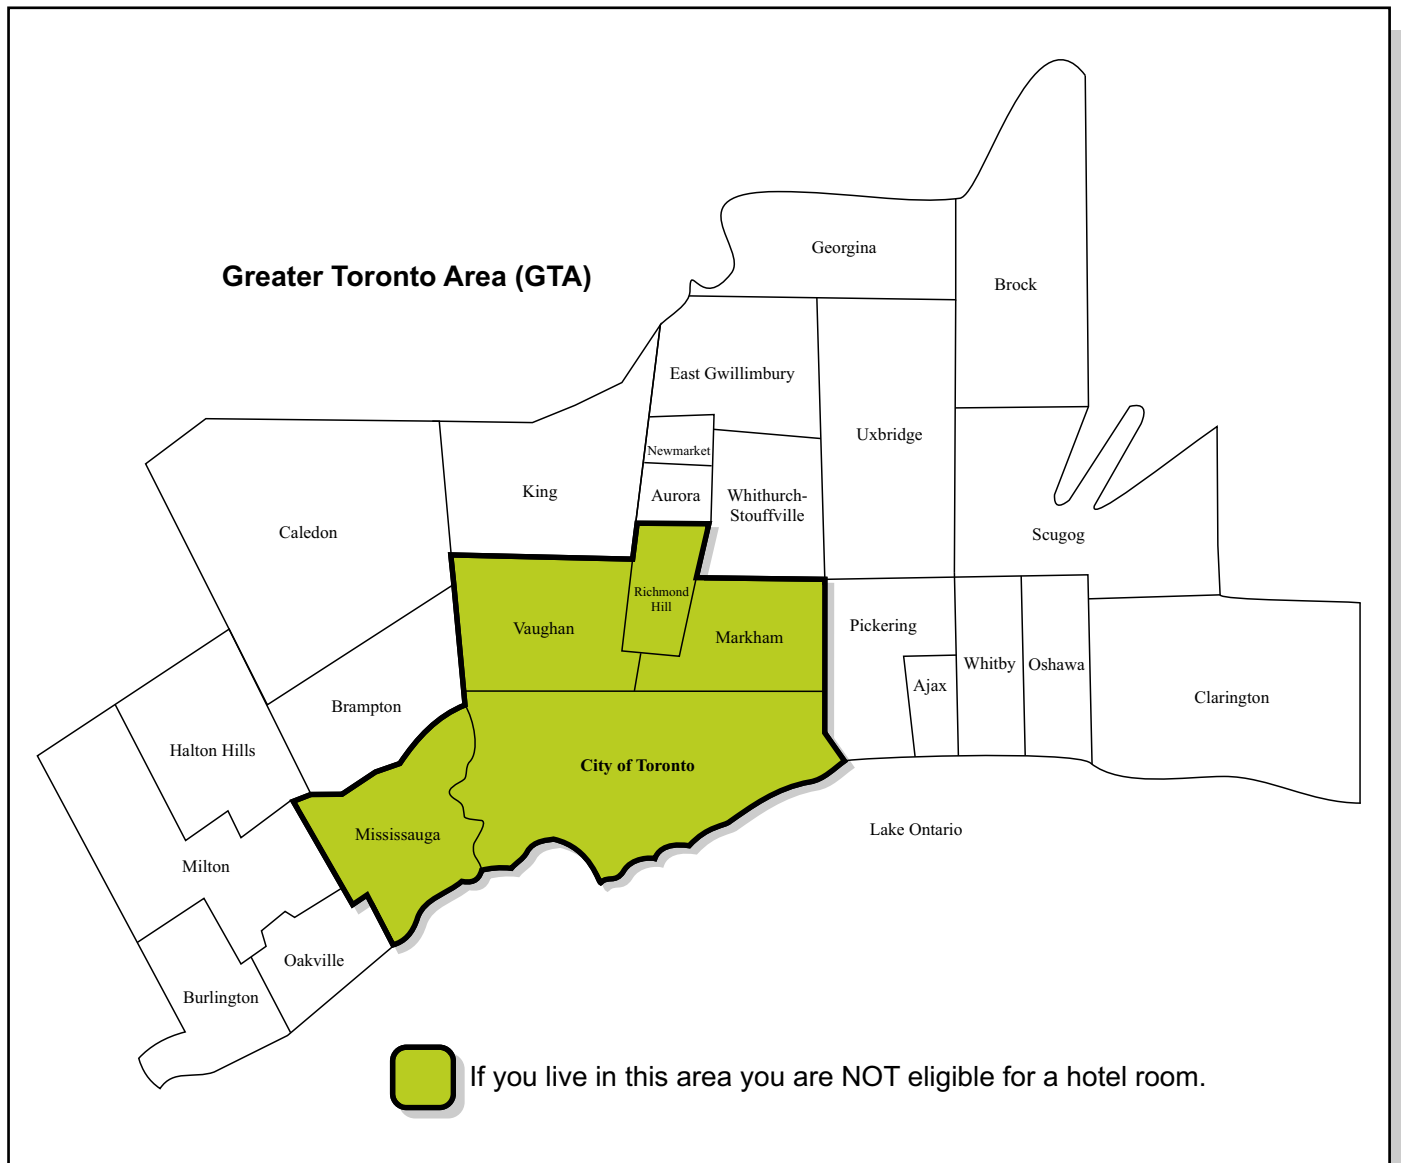 Georgina
Greater Toronto Area (GTA)
Brock
East Gwillimbury
Uxbridge
Newmarket
King
Aurora
Whithurch-
Stouffville
Caledon
Scugog
Richmond
Hill
Vaughan
Markham
Pickering
Whitby
Oshawa
Ajax
Clarington
Brampton
Halton Hills
City of Toronto
Mississauga
Lake Ontario
Milton
Oakville
Burlington
If you live in this area you are NOT eligible for a hotel room.